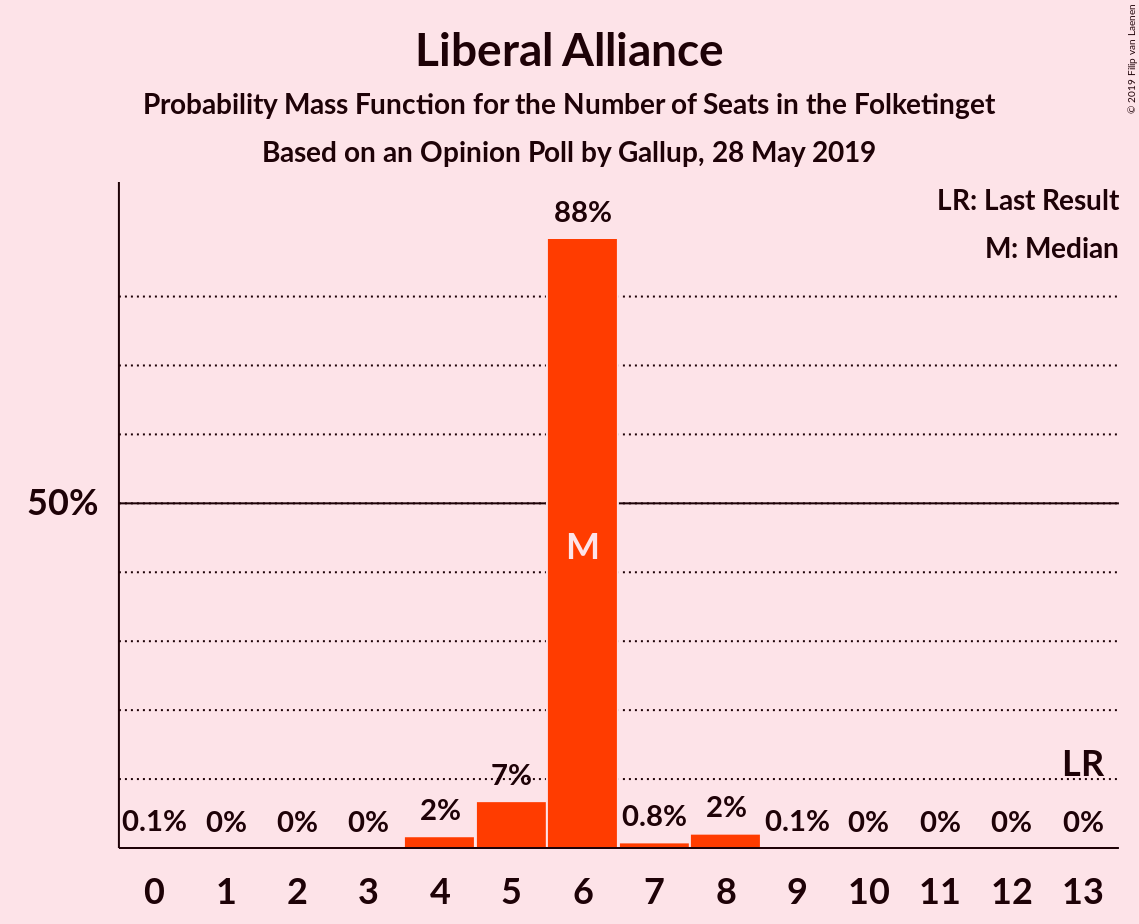 © 2019 Filip van Laenen
Liberal Alliance
Probability Mass Function for the Number of Seats in the Folketinget
Based on an Opinion Poll by Gallup, 28 May 2019
LR: Last Result
M: Median
88%
50%
M
LR
7%
0.1% 0% 0% 0% 2% 0.8% 2% 0.1% 0% 0% 0% 0%
0 1 2 3 4 5 6 7 8 9 10 11 12 13